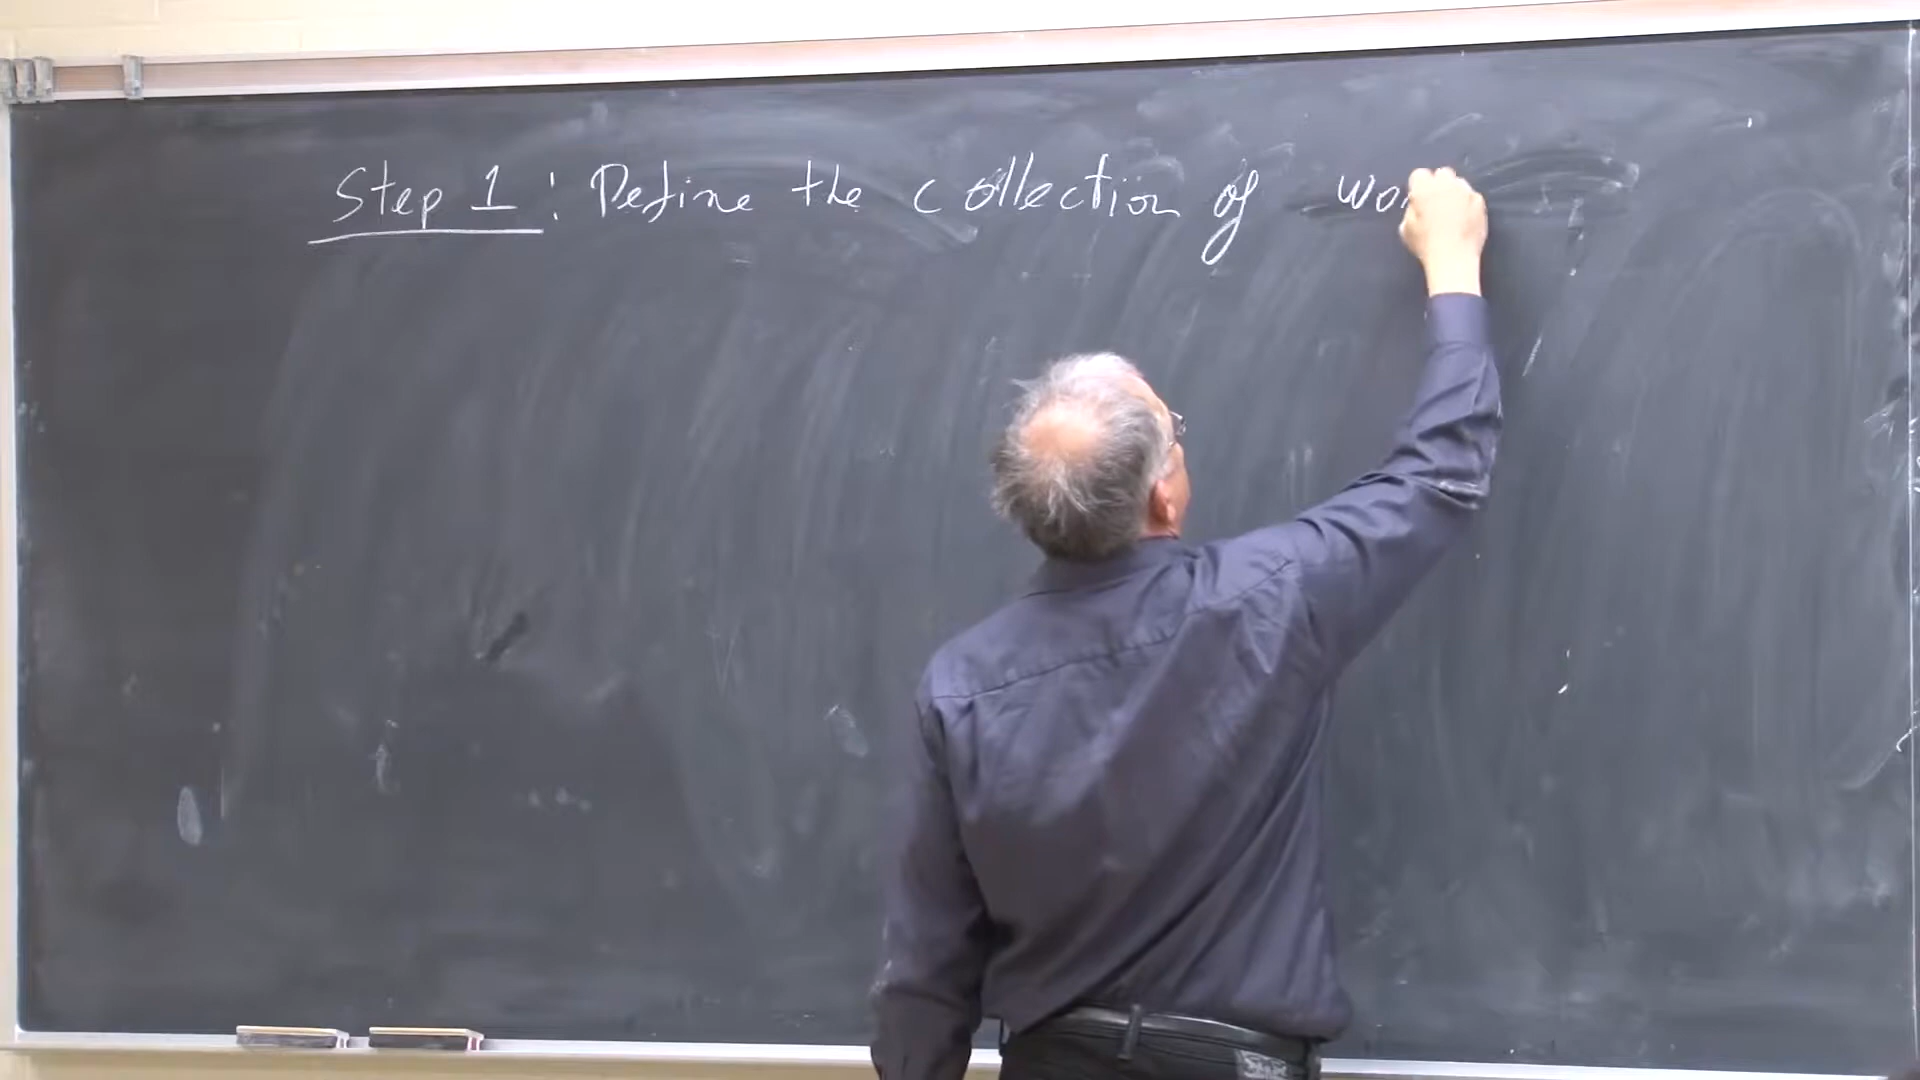 Step 1 : Define the collection of